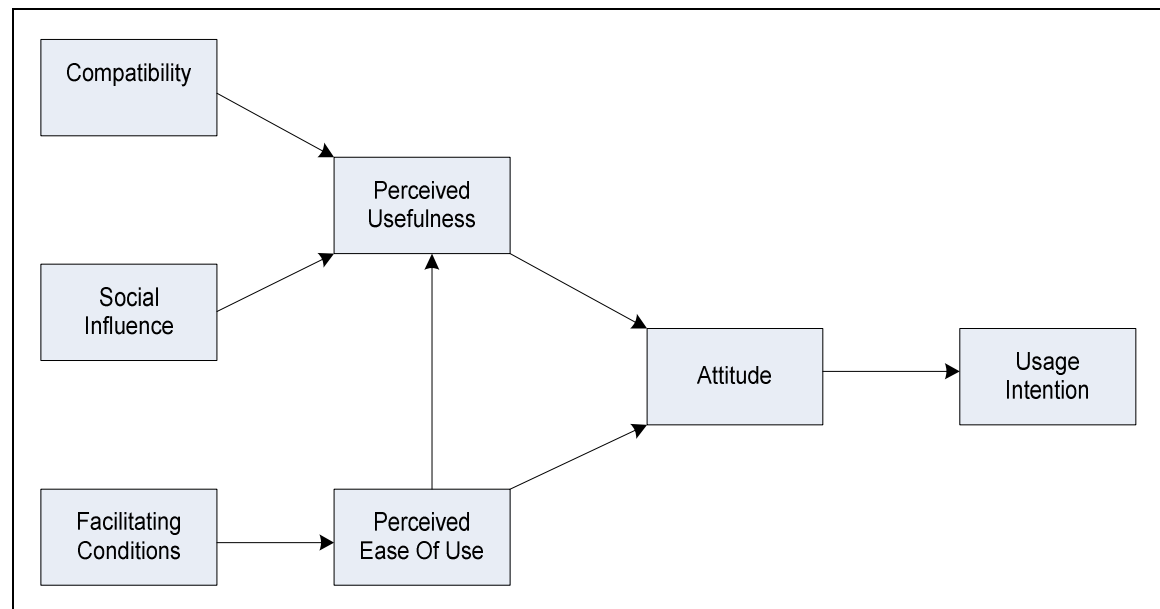 Compatibility
Perceived
Usefulness
Social
Influence
Attitude
Usage
Intention
Facilitating
Conditions
Perceived
Ease Of Use